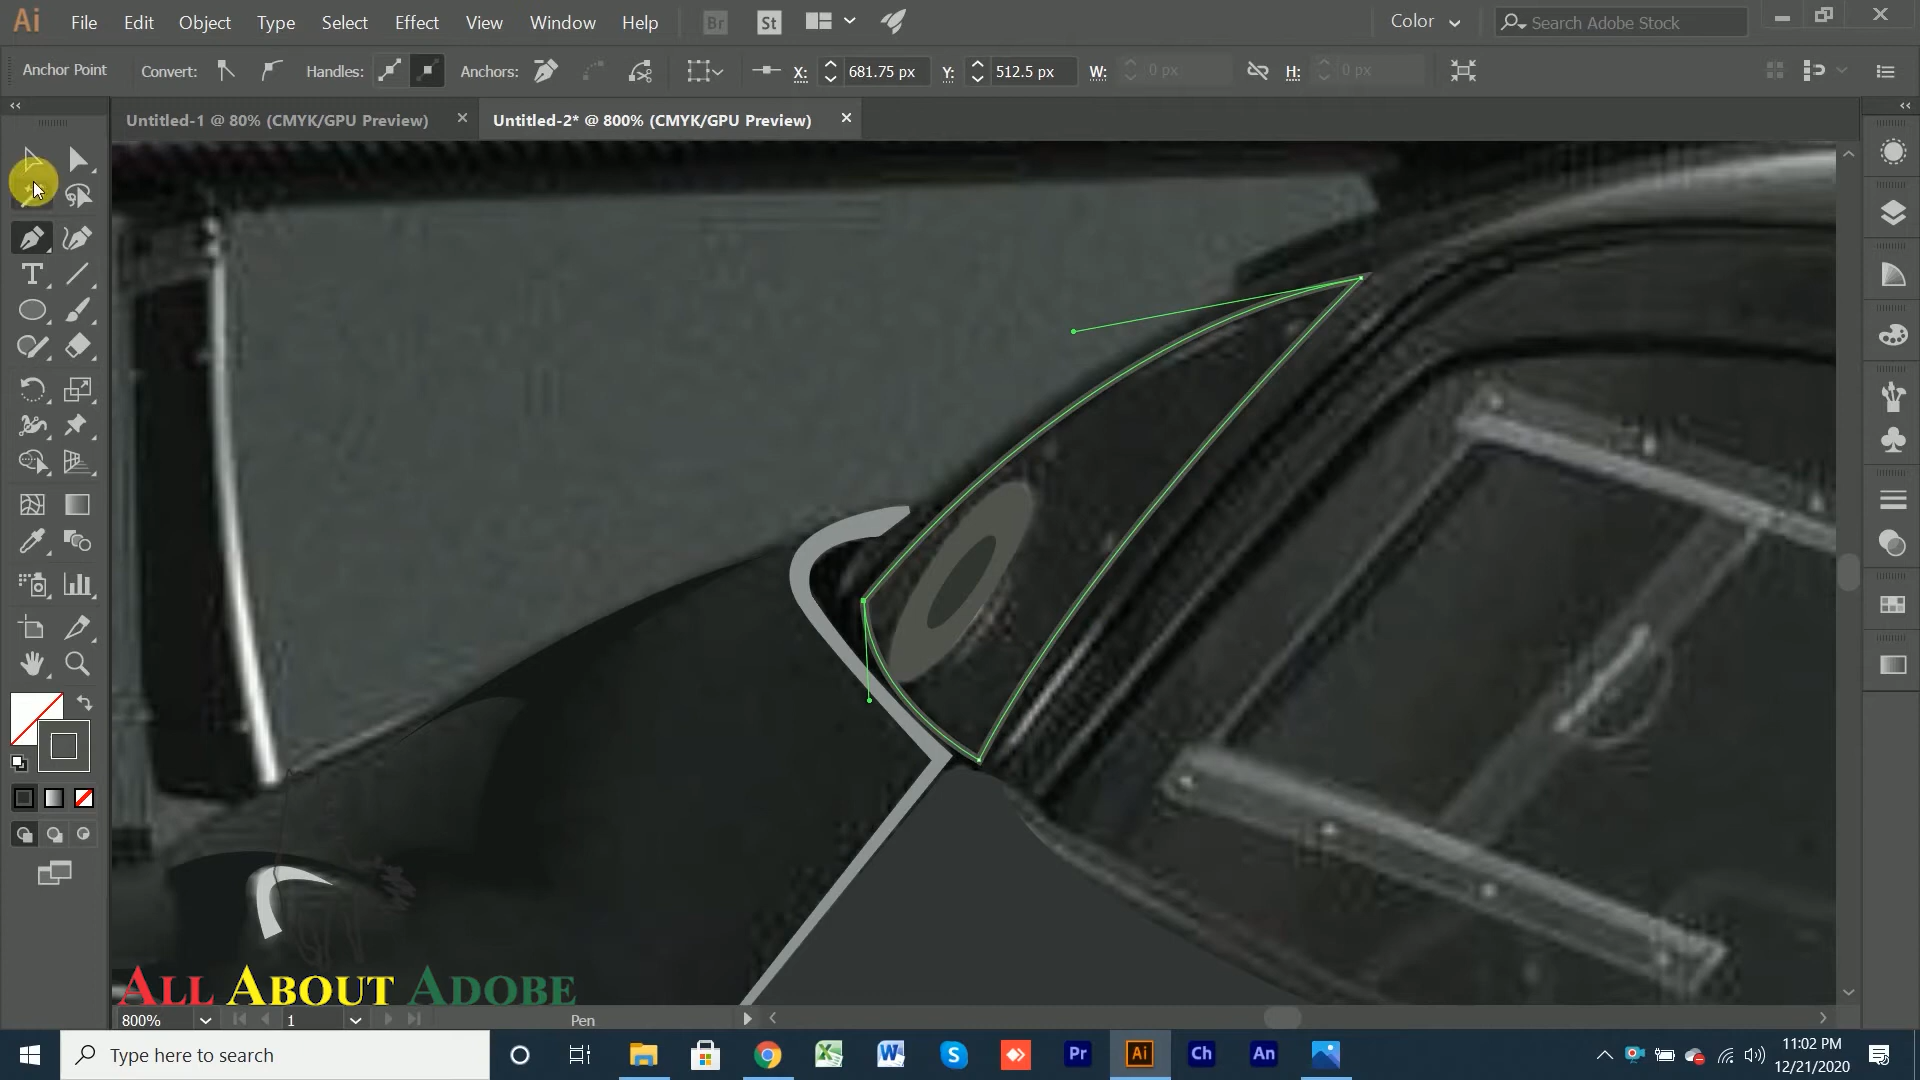 Ai File Edit Object Type Select Effect View Window Help Br St Color Search Adobe Stock
Anchor Point Convert: Handles: Anchors: X: 681.75 px Y: 512.5 px W: 0 px H: 0 px
Untitled-1 @ 80% (CMYK/GPU Preview) Untitled-2* @ 800% (CMYK/GPU Preview)
ALL ABOUT ADOBE
800% 1 Pen
Type here to search Pr Ai Ch An 11:02 PM
12/21/2020